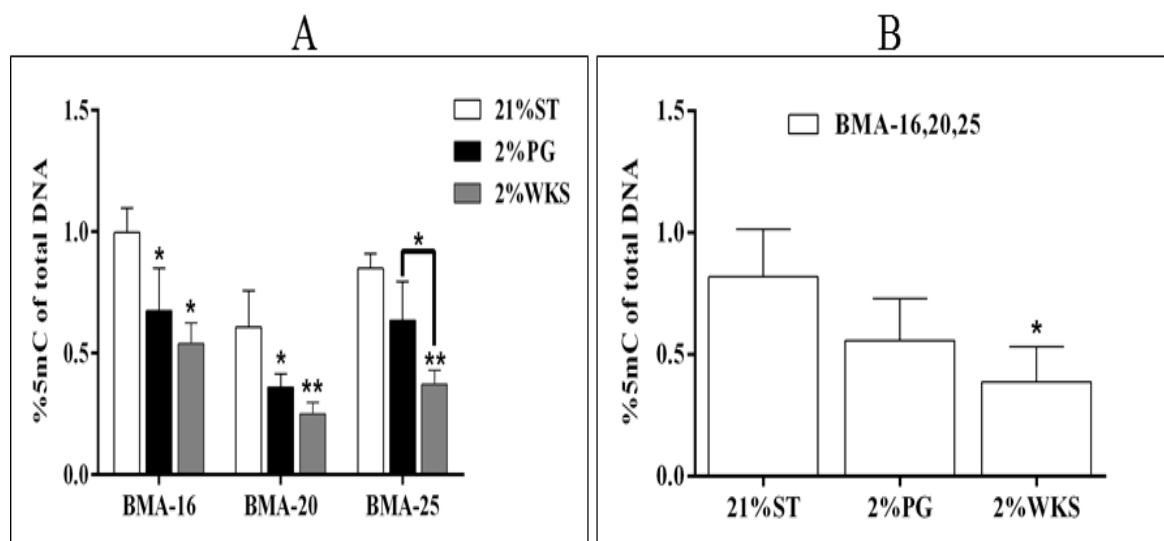 A
%5mC of total DNA
1.5
1.0
0.5
0.0
21%ST
2%PG
2%WKS
*
*
*
**
*
**
BMA-16
BMA-20
BMA-25
B
%5mC of total DNA
1.5
1.0
0.5
0.0
BMA-16,20,25
*
21%ST
2%PG
2%WKS